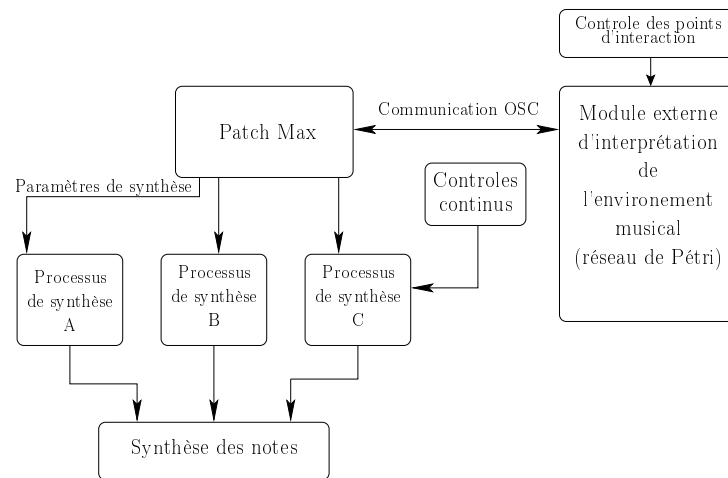 Controle des points
d'interaction
Communication OSC
Patch Max
Module externe
d'interprétation
de
l'environement
musical
(réseau de Pétri)
Controles
continus
Paramètres de synthèse
Processus
de synthèse
A
Processus
de synthèse
B
Processus
de synthèse
C
Synthèse des notes